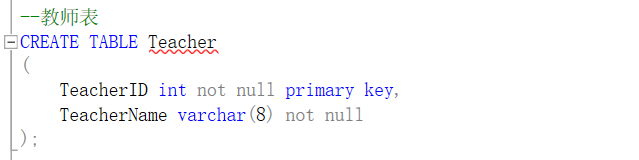 --教师表
CREATE TABLE Teacher
(
TeacherID int not null primary key,
TeacherName varchar(8) not null
);